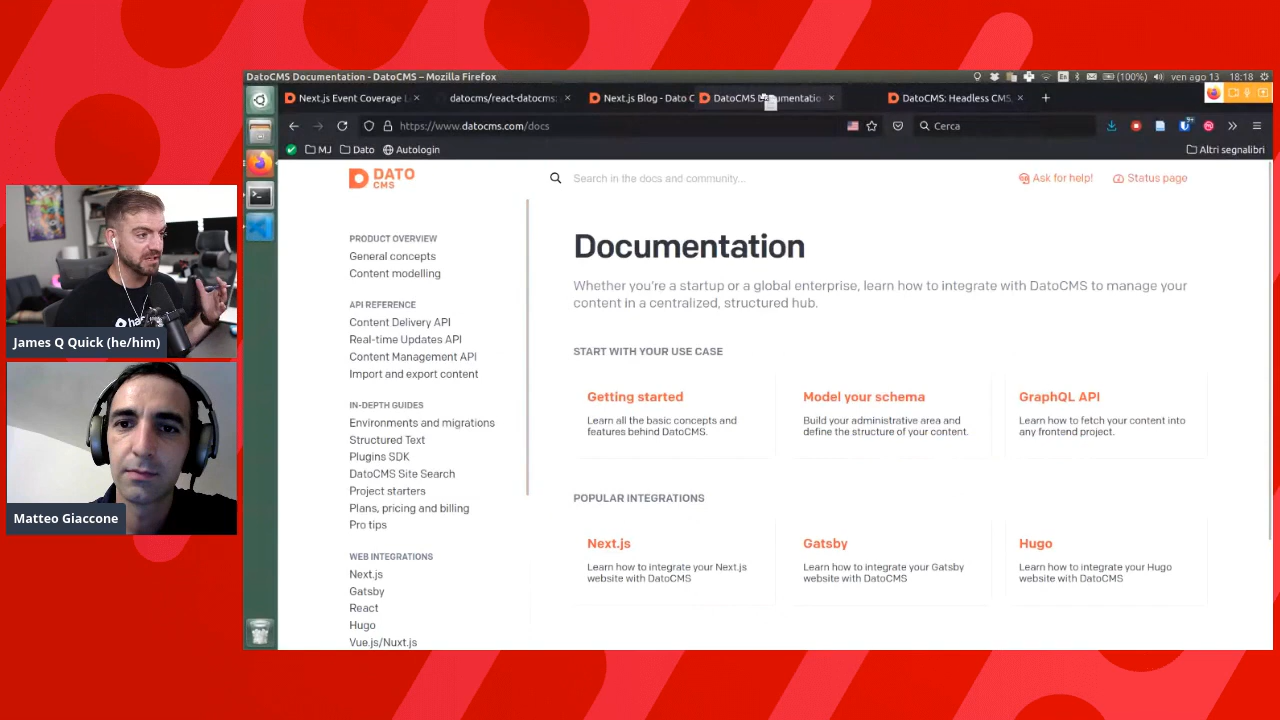 DatoCMS Documentation - DatoCMS – Mozilla Firefox
(100%)
ven ago 13
18:18
Next.js Event Coverage L
datocms/react-datocms:
Next.js Blog - Dato C
DatoCMS
DatoCMS: Headless CMS
https://www.datocms.com/docs
Cerca
MJ
Dato
Autologin
Altri segnalibri
DATO
CMS
Search in the docs and community...
Ask for help!
Status page
PRODUCT OVERVIEW
General concepts
Content modelling
API REFERENCE
Content Delivery API
Real-time Updates API
Content Management API
Import and export content
IN-DEPTH GUIDES
Environments and migrations
Structured Text
Plugins SDK
DatoCMS Site Search
Project starters
Plans, pricing and billing
Pro tips
WEB INTEGRATIONS
Next.js
Gatsby
React
Hugo
Vue.js/Nuxt.js
Documentation
Whether you're a startup or a global enterprise, learn how to integrate with DatoCMS to manage your
content in a centralized, structured hub.
START WITH YOUR USE CASE
Getting started
Learn all the basic concepts and
features behind DatoCMS.
Model your schema
Build your administrative area and
define the structure of your content.
GraphQL API
Learn how to fetch your content into
any frontend project.
POPULAR INTEGRATIONS
Next.js
Learn how to integrate your Next.js
website with DatoCMS
Gatsby
Learn how to integrate your Gatsby
website with DatoCMS
Hugo
Learn how to integrate your Hugo
website with DatoCMS
James Q Quick (he/him)
Matteo Giaccone